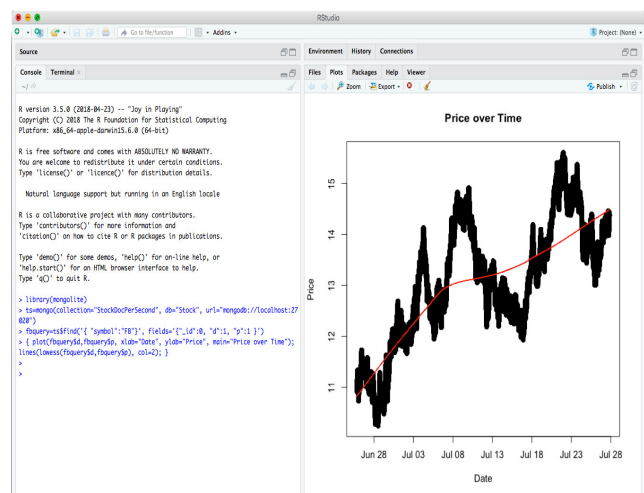 RStudio
Go to file/function
Addins
Project: (None)
Source
Console Terminal ×
~/
R version 3.5.0 (2018-04-23) -- "Joy in Playing"
Copyright (C) 2018 The R Foundation for Statistical Computing
Platform: x86_64-apple-darwin15.6.0 (64-bit)
R is free software and comes with ABSOLUTELY NO WARRANTY.
You are welcome to redistribute it under certain conditions.
Type 'license()' or 'licence()' for distribution details.
Natural language support but running in an English locale
R is a collaborative project with many contributors.
Type 'contributors()' for more information and
'citation()' on how to cite R or R packages in publications.
Type 'demo()' for some demos, 'help()' for on-line help, or
'help.start()' for an HTML browser interface to help.
Type 'q()' to quit R.
> library(mongolite)
> ts=mongo(collection="StockDocPerSecond", db="Stock", url="mongodb://localhost:27
020")
> fbquery=ts$find('{ "symbol":"FB"}', fields='{"_id":0, "d":1, "p":1 }')
> { plot(fbquery$d,fbquery$p, xlab="Date", ylab="Price", main="Price over Time");
lines(lowess(fbquery$d,fbquery$p), col=2); }
>
>
Environment History Connections
Files Plots Packages Help Viewer
Zoom Export Publish
Price over Time
Price
15
14
13
12
11
Jun 28 Jul 03 Jul 08 Jul 13 Jul 18 Jul 23 Jul 28
Date